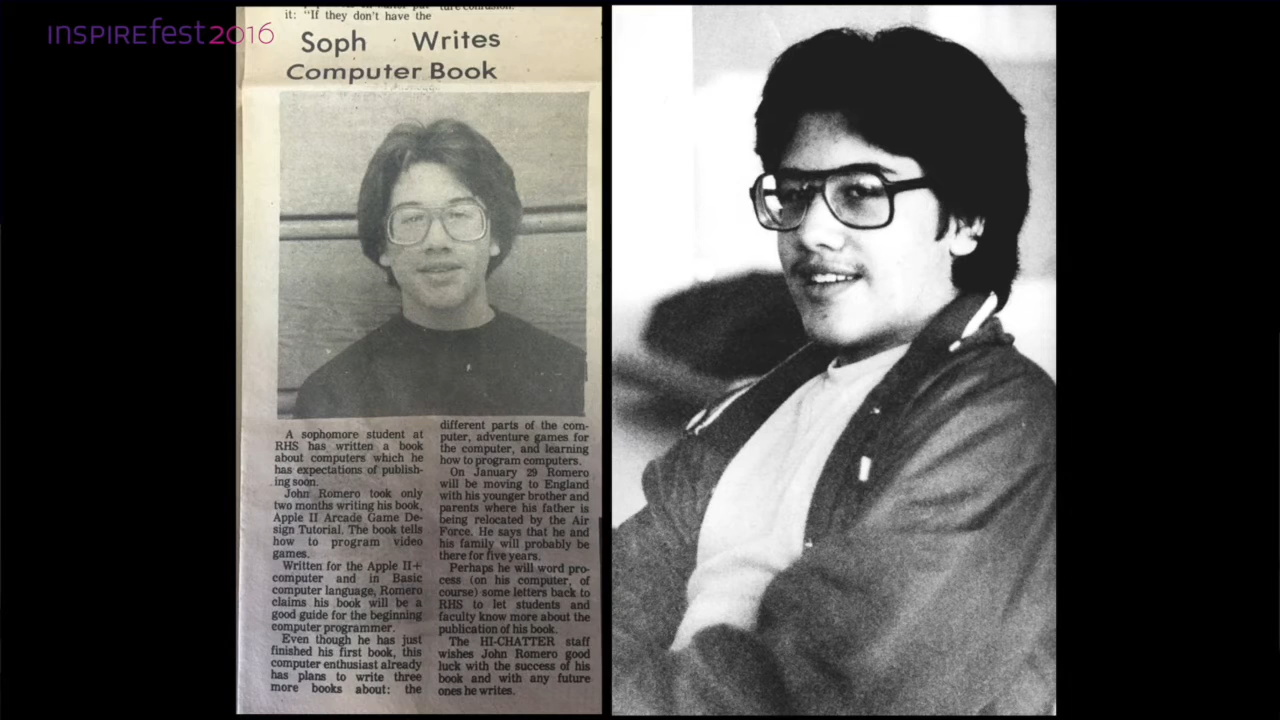 INSPIREfest2016
it: "If they don't have the
Soph Writes
Computer Book
A sophomore student at
RHS has written a book
about computers which he
has expectations of publish-
ing soon.
John Romero took only
two months writing his book,
Apple II Arcade Game De-
sign Tutorial. The book tells
how to program video
games.
Written for the Apple II+
computer and in Basic
computer language, Romero
claims his book will be a
good guide for the beginning
computer programmer.
Even though he has just
finished his first book, this
computer enthusiast already
has plans to write three
more books about: the
different parts of the com-
puter, adventure games for
the computer, and learning
how to program computers.
On January 29 Romero
will be moving to England
with his younger brother and
parents where his father is
being relocated by the Air
Force. He says that he and
his family will probably be
there for five years.
Perhaps he will word pro-
cess (on his computer, of
course) some letters back to
RHS to let students and
faculty know more about the
publication of his book.
The HI-CHATTER staff
wishes John Romero good
luck with the success of his
book and with any future
ones he writes.